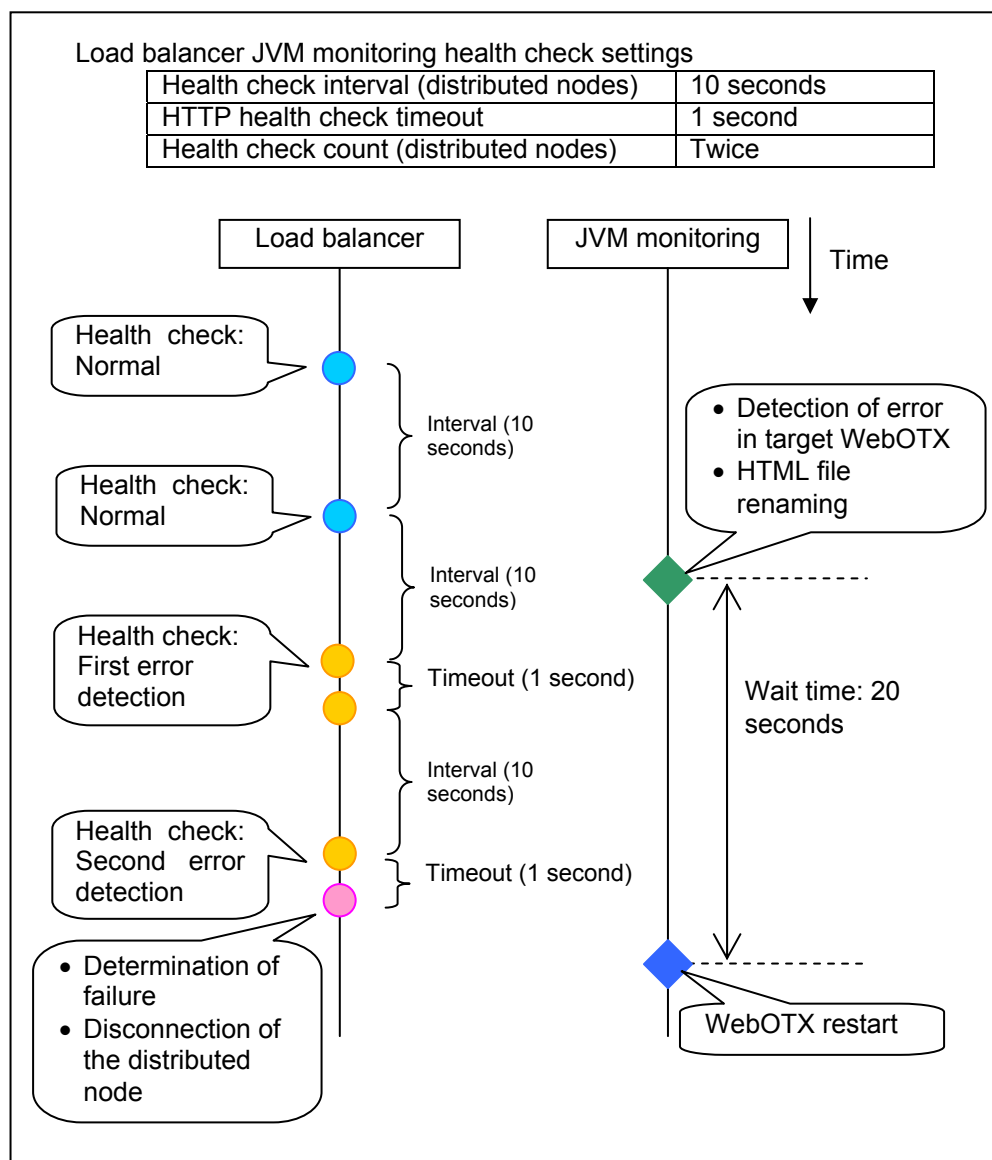 Load balancer JVM monitoring health check settings
Health check interval (distributed nodes) 10 seconds
HTTP health check timeout 1 second
Health check count (distributed nodes) Twice
Load balancer
JVM monitoring
Time
Health check:
Normal
Interval (10
seconds)
• Detection of error
in target WebOTX
• HTML file
renaming
Health check:
Normal
Interval (10
seconds)
Health check:
First error
detection
Timeout (1 second)
Wait time: 20
seconds
Interval (10
seconds)
Health check:
Second error
detection
Timeout (1 second)
• Determination of
failure
• Disconnection of
the distributed
node
WebOTX restart